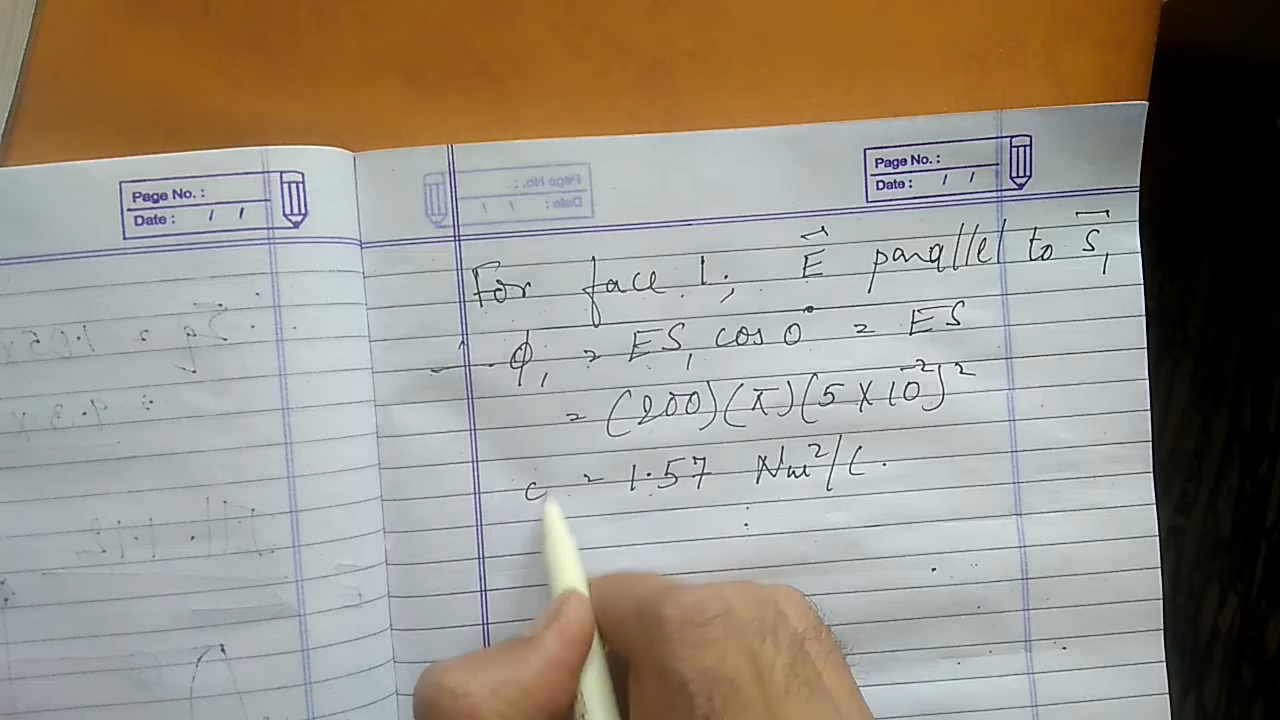 Page No. :
Date : / /
Page No. :
Date : / /
For face 1; E⃗ parallel to S⃗₁
ϕ₁ = ES₁ cos 0° = ES
= (200)(π)(5 × 10⁻²)²
= 1.57 Nm²/C.